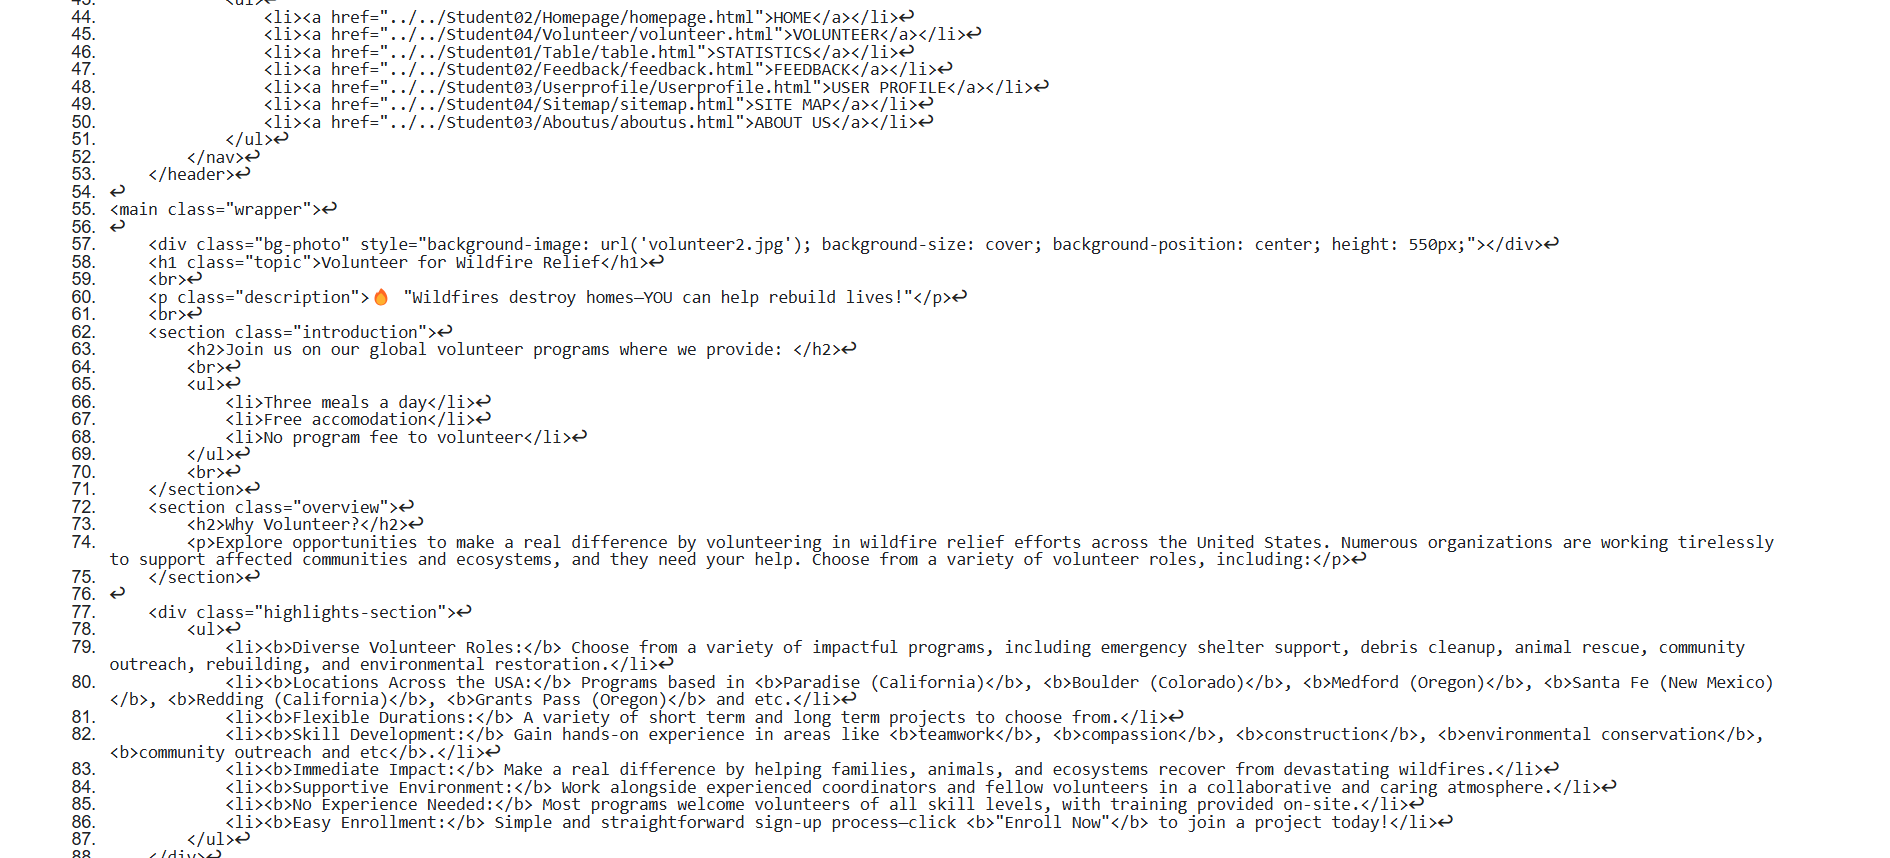 43. <ul>↩
44. <li><a href="../../Student02/Homepage/homepage.html">HOME</a></li>↩
45. <li><a href="../../Student04/Volunteer/volunteer.html">VOLUNTEER</a></li>↩
46. <li><a href="../../Student01/Table/table.html">STATISTICS</a></li>↩
47. <li><a href="../../Student02/Feedback/feedback.html">FEEDBACK</a></li>↩
48. <li><a href="../../Student03/Userprofile/Userprofile.html">USER PROFILE</a></li>↩
49. <li><a href="../../Student04/Sitemap/sitemap.html">SITE MAP</a></li>↩
50. <li><a href="../../Student03/Aboutus/aboutus.html">ABOUT US</a></li>↩
51. </ul>↩
52. </nav>↩
53. </header>↩
54. ↩
55. <main class="wrapper">↩
56. ↩
57. <div class="bg-photo" style="background-image: url('volunteer2.jpg'); background-size: cover; background-position: center; height: 550px;"></div>↩
58. <h1 class="topic">Volunteer for Wildfire Relief</h1>↩
59. <br>↩
60. <p class="description">🔥 "Wildfires destroy homes—YOU can help rebuild lives!"</p>↩
61. <br>↩
62. <section class="introduction">↩
63. <h2>Join us on our global volunteer programs where we provide: </h2>↩
64. <br>↩
65. <ul>↩
66. <li>Three meals a day</li>↩
67. <li>Free accomodation</li>↩
68. <li>No program fee to volunteer</li>↩
69. </ul>↩
70. <br>↩
71. </section>↩
72. <section class="overview">↩
73. <h2>Why Volunteer?</h2>↩
74. <p>Explore opportunities to make a real difference by volunteering in wildfire relief efforts across the United States. Numerous organizations are working tirelessly
to support affected communities and ecosystems, and they need your help. Choose from a variety of volunteer roles, including:</p>↩
75. </section>↩
76. ↩
77. <div class="highlights-section">↩
78. <ul>↩
79. <li><b>Diverse Volunteer Roles:</b> Choose from a variety of impactful programs, including emergency shelter support, debris cleanup, animal rescue, community
outreach, rebuilding, and environmental restoration.</li>↩
80. <li><b>Locations Across the USA:</b> Programs based in <b>Paradise (California)</b>, <b>Boulder (Colorado)</b>, <b>Medford (Oregon)</b>, <b>Santa Fe (New Mexico)
</b>, <b>Redding (California)</b>, <b>Grants Pass (Oregon)</b> and etc.</li>↩
81. <li><b>Flexible Durations:</b> A variety of short term and long term projects to choose from.</li>↩
82. <li><b>Skill Development:</b> Gain hands-on experience in areas like <b>teamwork</b>, <b>compassion</b>, <b>construction</b>, <b>environmental conservation</b>,
<b>community outreach and etc</b>.</li>↩
83. <li><b>Immediate Impact:</b> Make a real difference by helping families, animals, and ecosystems recover from devastating wildfires.</li>↩
84. <li><b>Supportive Environment:</b> Work alongside experienced coordinators and fellow volunteers in a collaborative and caring atmosphere.</li>↩
85. <li><b>No Experience Needed:</b> Most programs welcome volunteers of all skill levels, with training provided on-site.</li>↩
86. <li><b>Easy Enrollment:</b> Simple and straightforward sign-up process—click <b>"Enroll Now"</b> to join a project today!</li>↩
87. </ul>↩
88. </div>↩